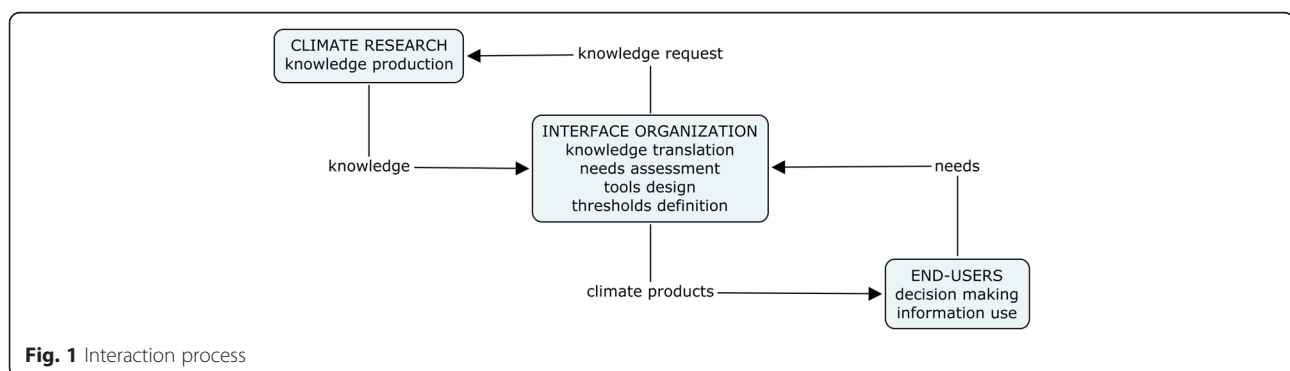 CLIMATE RESEARCH
knowledge production
knowledge request
INTERFACE ORGANIZATION
knowledge translation
needs assessment
tools design
thresholds definition
knowledge
needs
END-USERS
decision making
information use
climate products
Fig. 1 Interaction process